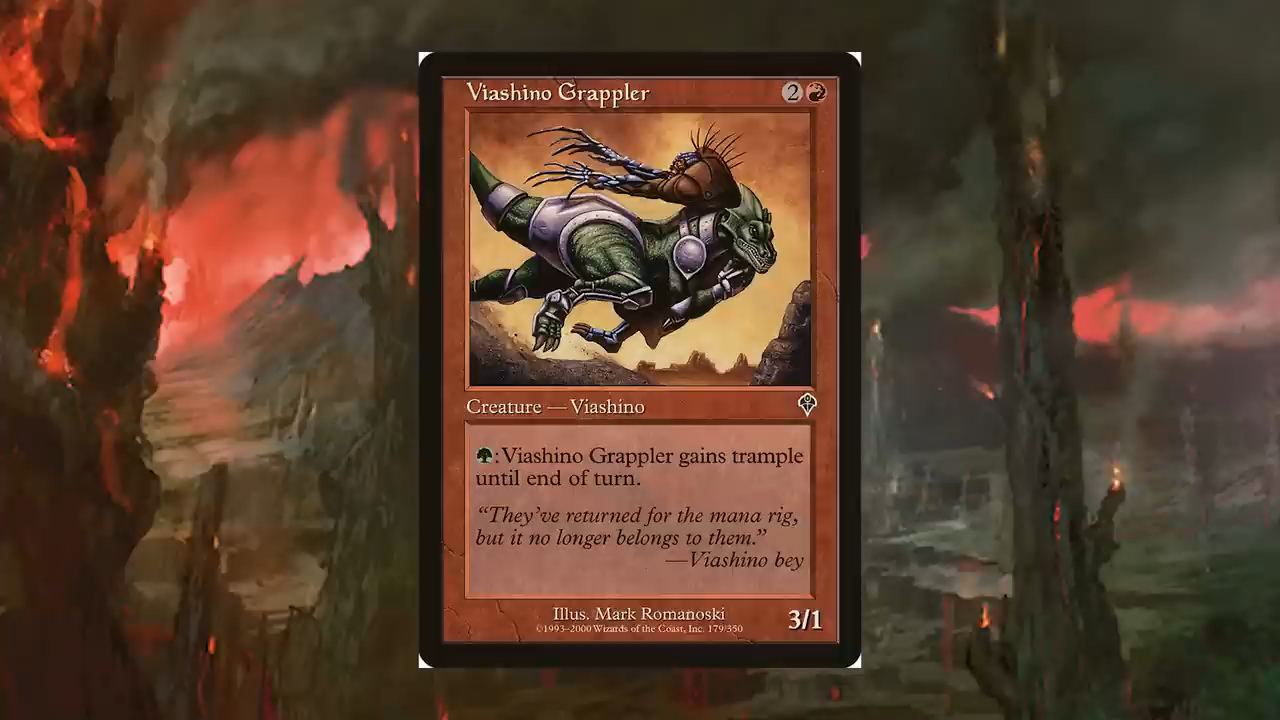 Viashino Grappler 2
Creature — Viashino
:Viashino Grappler gains trample
until end of turn.
“They’ve returned for the mana rig,
but it no longer belongs to them.”
—Viashino bey
Illus. Mark Romanoski
©1993–2000 Wizards of the Coast, Inc. 179/350
3/1